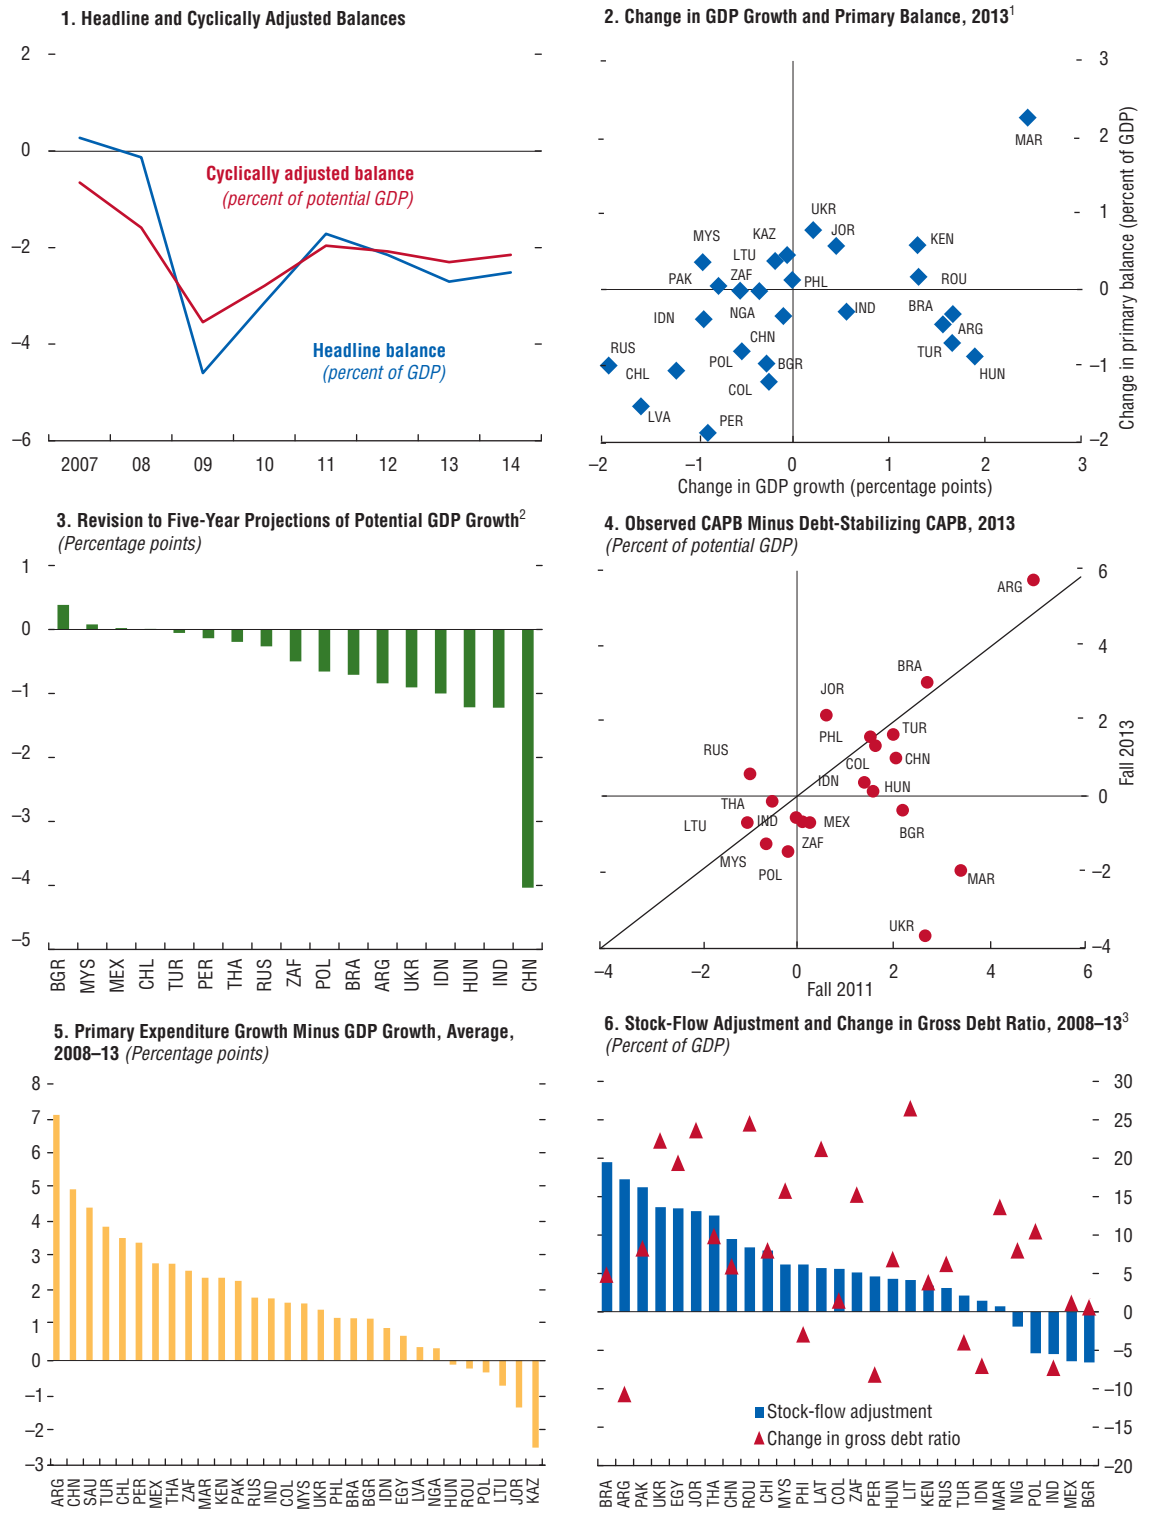 1. Headline and Cyclically Adjusted Balances
2
0
–2
–4
–6
Cyclically adjusted balance
(percent of potential GDP)
Headline balance
(percent of GDP)
2007 08 09 10 11 12 13 14
2. Change in GDP Growth and Primary Balance, 2013¹
3
2
1
0
–1
–2
Change in primary balance (percent of GDP)
MAR
UKR
JOR
KEN
KAZ
MYS
LTU
ZAF
PAK
PHL
ROU
IDN
NGA
IND
BRA
ARG
CHN
TUR
RUS
CHL
POL
BGR
HUN
COL
LVA
PER
–2 –1 0 1 2 3
Change in GDP growth (percentage points)
3. Revision to Five-Year Projections of Potential GDP Growth²
(Percentage points)
1
0
–1
–2
–3
–4
–5
BGR MYS MEX CHL TUR PER THA RUS ZAF POL BRA ARG UKR IDN HUN IND CHN
4. Observed CAPB Minus Debt-Stabilizing CAPB, 2013
(Percent of potential GDP)
6
4
2
0
–2
–4
Fall 2013
ARG
BRA
JOR
TUR
PHL
RUS
COL
CHN
IDN
HUN
THA
LTU
IND
MEX
BGR
ZAF
MYS
POL
MAR
UKR
–4 –2 0 2 4 6
Fall 2011
5. Primary Expenditure Growth Minus GDP Growth, Average,
2008–13 (Percentage points)
8
7
6
5
4
3
2
1
0
–1
–2
–3
ARG CHN SAU TUR CHL PER MEX THA ZAF MAR KEN PAK RUS IND COL MYS UKR PHL BRA BGR IDN EGY LVA NGA HUN ROU POL LTU JOR KAZ
6. Stock-Flow Adjustment and Change in Gross Debt Ratio, 2008–13³
(Percent of GDP)
30
25
20
15
10
5
0
–5
–10
–15
–20
Stock-flow adjustment
Change in gross debt ratio
BRA ARG PAK UKR EGY JOR THA CHN ROU CHI MYS PHI LAT COL ZAF PER HUN LIT KEN RUS TUR IDN MAR NIG POL IND MEX BGR